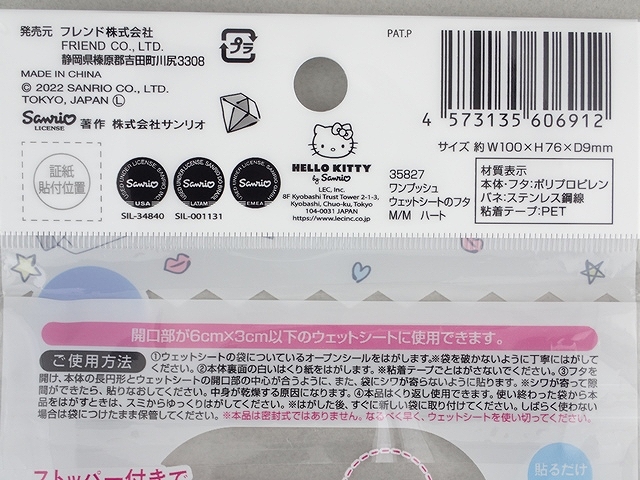 発売元 フレンド株式会社
FRIEND CO., LTD.
静岡県榛原郡吉田町川尻3308
MADE IN CHINA
© 2022 SANRIO CO., LTD.
TOKYO, JAPAN Ⓛ
Sanrio
LICENSE
著作 株式会社サンリオ
プラ
PAT.P
4 573135 606912
サイズ 約W100×H76×D9mm
証紙
貼付位置
Sanrio
USA
SIL-34840
Sanrio
LATAM
SIL-001131
Sanrio
EMEA
HELLO KITTY
by Sanrio
LEC, Inc.
8F Kyobashi Trust Tower 2-1-3,
Kyobashi, Chuo-ku, Tokyo
104-0031 JAPAN
https://www.lecinc.co.jp
35827
ワンプッシュ
ウェットシートのフタ
M/M ハート
材質表示
本体・フタ:ポリプロピレン
バネ:ステンレス鋼線
粘着テープ:PET
開口部が6cm×3cm以下のウェットシートに使用できます。
ご使用方法
①ウェットシートの袋についているオープンシールをはがします。※袋を破かないように丁寧にはがして
ください。②本体裏面の白いはくり紙をはがします。※粘着テープごとはがさないでください。③フタを
開け、本体の長円形とウェットシートの開口部の中心が合うように、また、袋にシワが寄らないように貼ります。※シワが寄って隙
間ができたら、貼りなおしてください。中身が乾燥する原因になります。④本品はくり返し使用できます。使い終わった袋から本
品をはがすときは、スミからゆっくりはがしてください。※はがした後、すぐに新しい袋に取り付けてください。しばらく使わない
場合は袋につけたまま保管してください。※本品は密封式ではありません。なるべく早く、ウェットシートを使い切ってください。
ストッパー付きで
貼るだけ